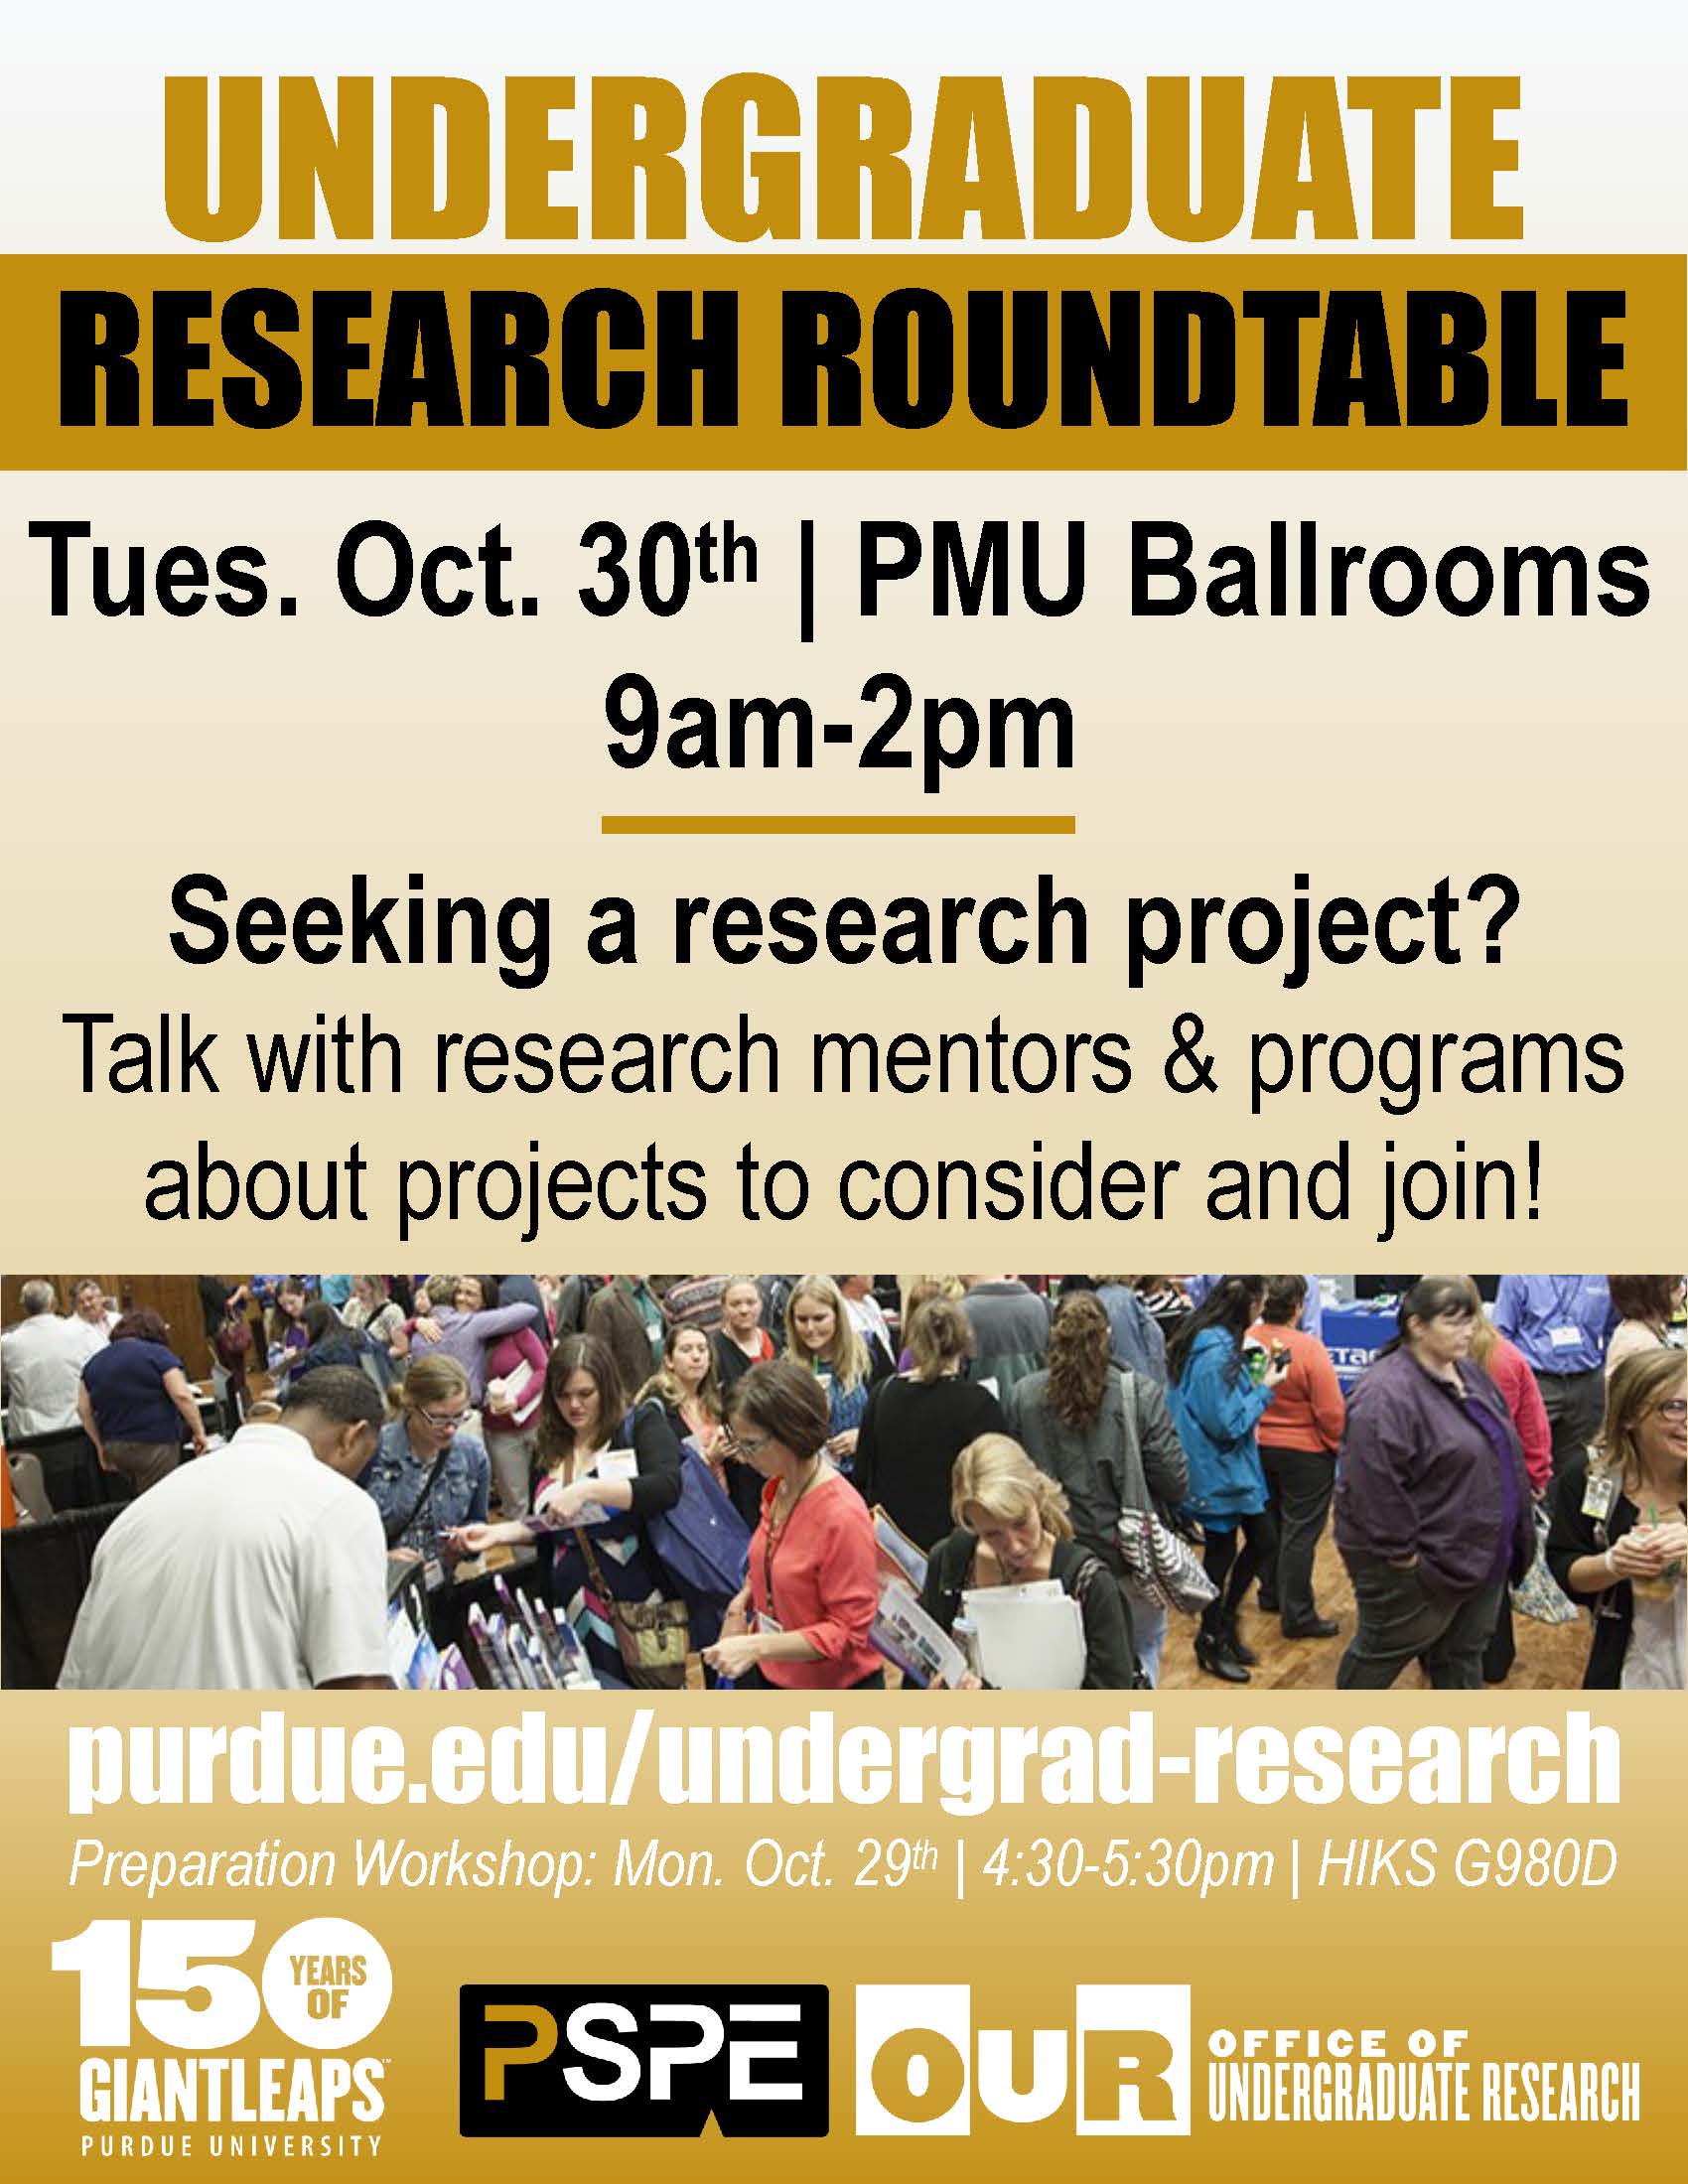 UNDERGRADUATE
RESEARCH ROUNDTABLE
Tues. Oct. 30th | PMU Ballrooms
9am-2pm
Seeking a research project?
Talk with research mentors & programs
about projects to consider and join!
purdue.edu/undergrad-research
Preparation Workshop: Mon. Oct. 29th | 4:30-5:30pm | HIKS G980D
150 YEARS OF
GIANTLEAPS™
PURDUE UNIVERSITY
PSPE
OUR
OFFICE OF
UNDERGRADUATE RESEARCH